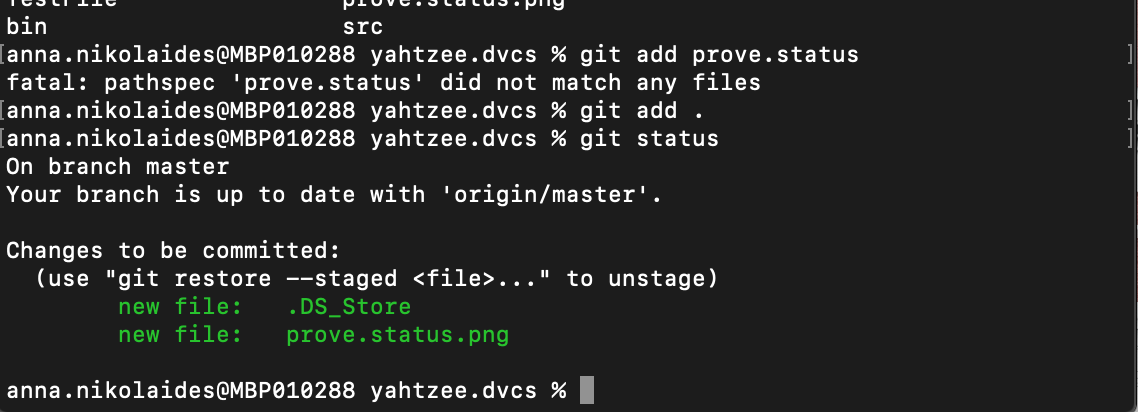 TestFile prove.status.png
bin src
[anna.nikolaides@MBP010288 yahtzee.dvcs % git add prove.status ]
fatal: pathspec 'prove.status' did not match any files
[anna.nikolaides@MBP010288 yahtzee.dvcs % git add . ]
[anna.nikolaides@MBP010288 yahtzee.dvcs % git status ]
On branch master
Your branch is up to date with 'origin/master'.
Changes to be committed:
(use "git restore --staged <file>..." to unstage)
new file: .DS_Store
new file: prove.status.png
anna.nikolaides@MBP010288 yahtzee.dvcs %